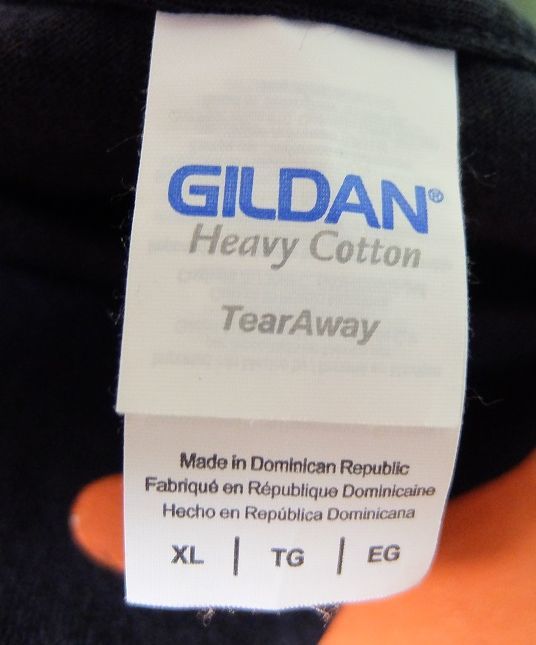 GILDAN®
Heavy Cotton
TearAway
Made in Dominican Republic
Fabriqué en République Dominicaine
Hecho en República Dominicana
XL | TG | EG